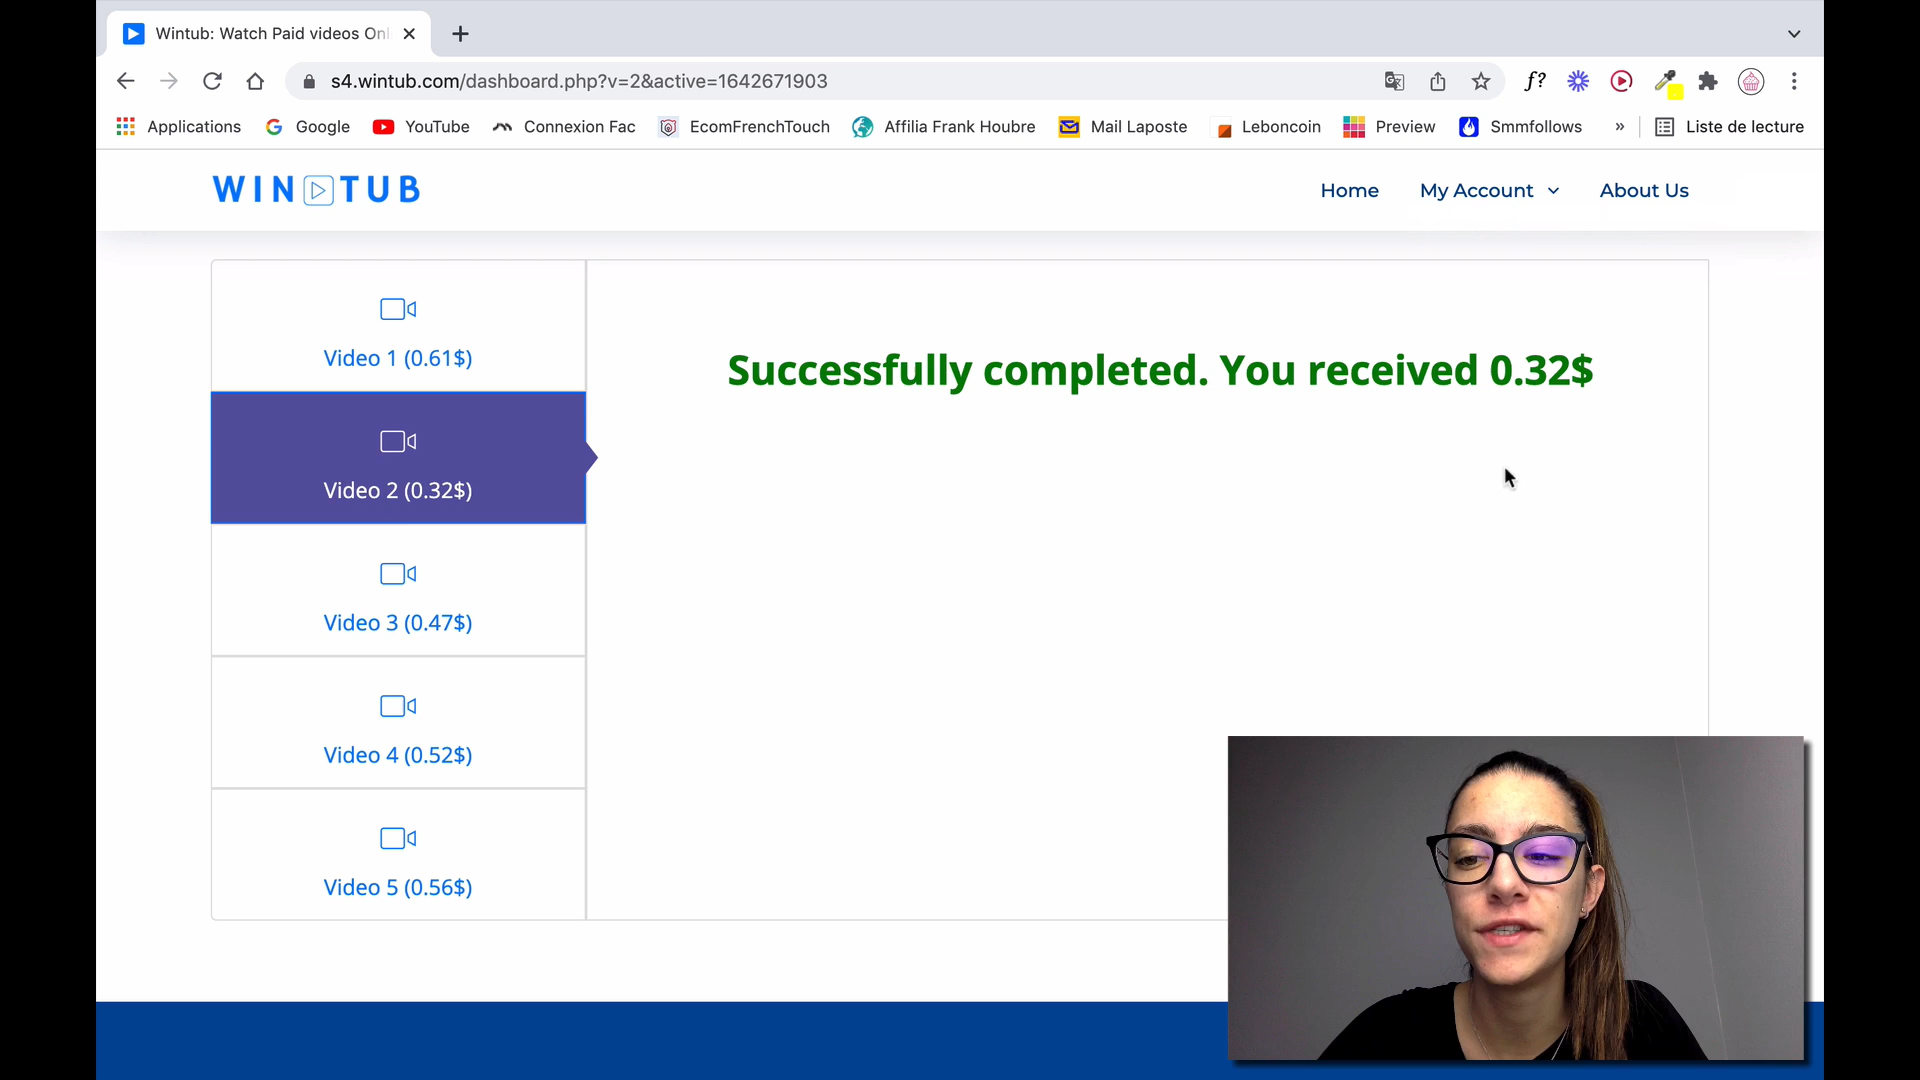 Wintub: Watch Paid videos Onl
s4.wintub.com/dashboard.php?v=2&active=1642671903
f?
Applications Google YouTube Connexion Fac EcomFrenchTouch Affilia Frank Houbre Mail Laposte Leboncoin Preview Smmfollows » Liste de lecture
WIN TUB
Home My Account About Us
Video 1 (0.61$)
Successfully completed. You received 0.32$
Video 2 (0.32$)
Video 3 (0.47$)
Video 4 (0.52$)
Video 5 (0.56$)